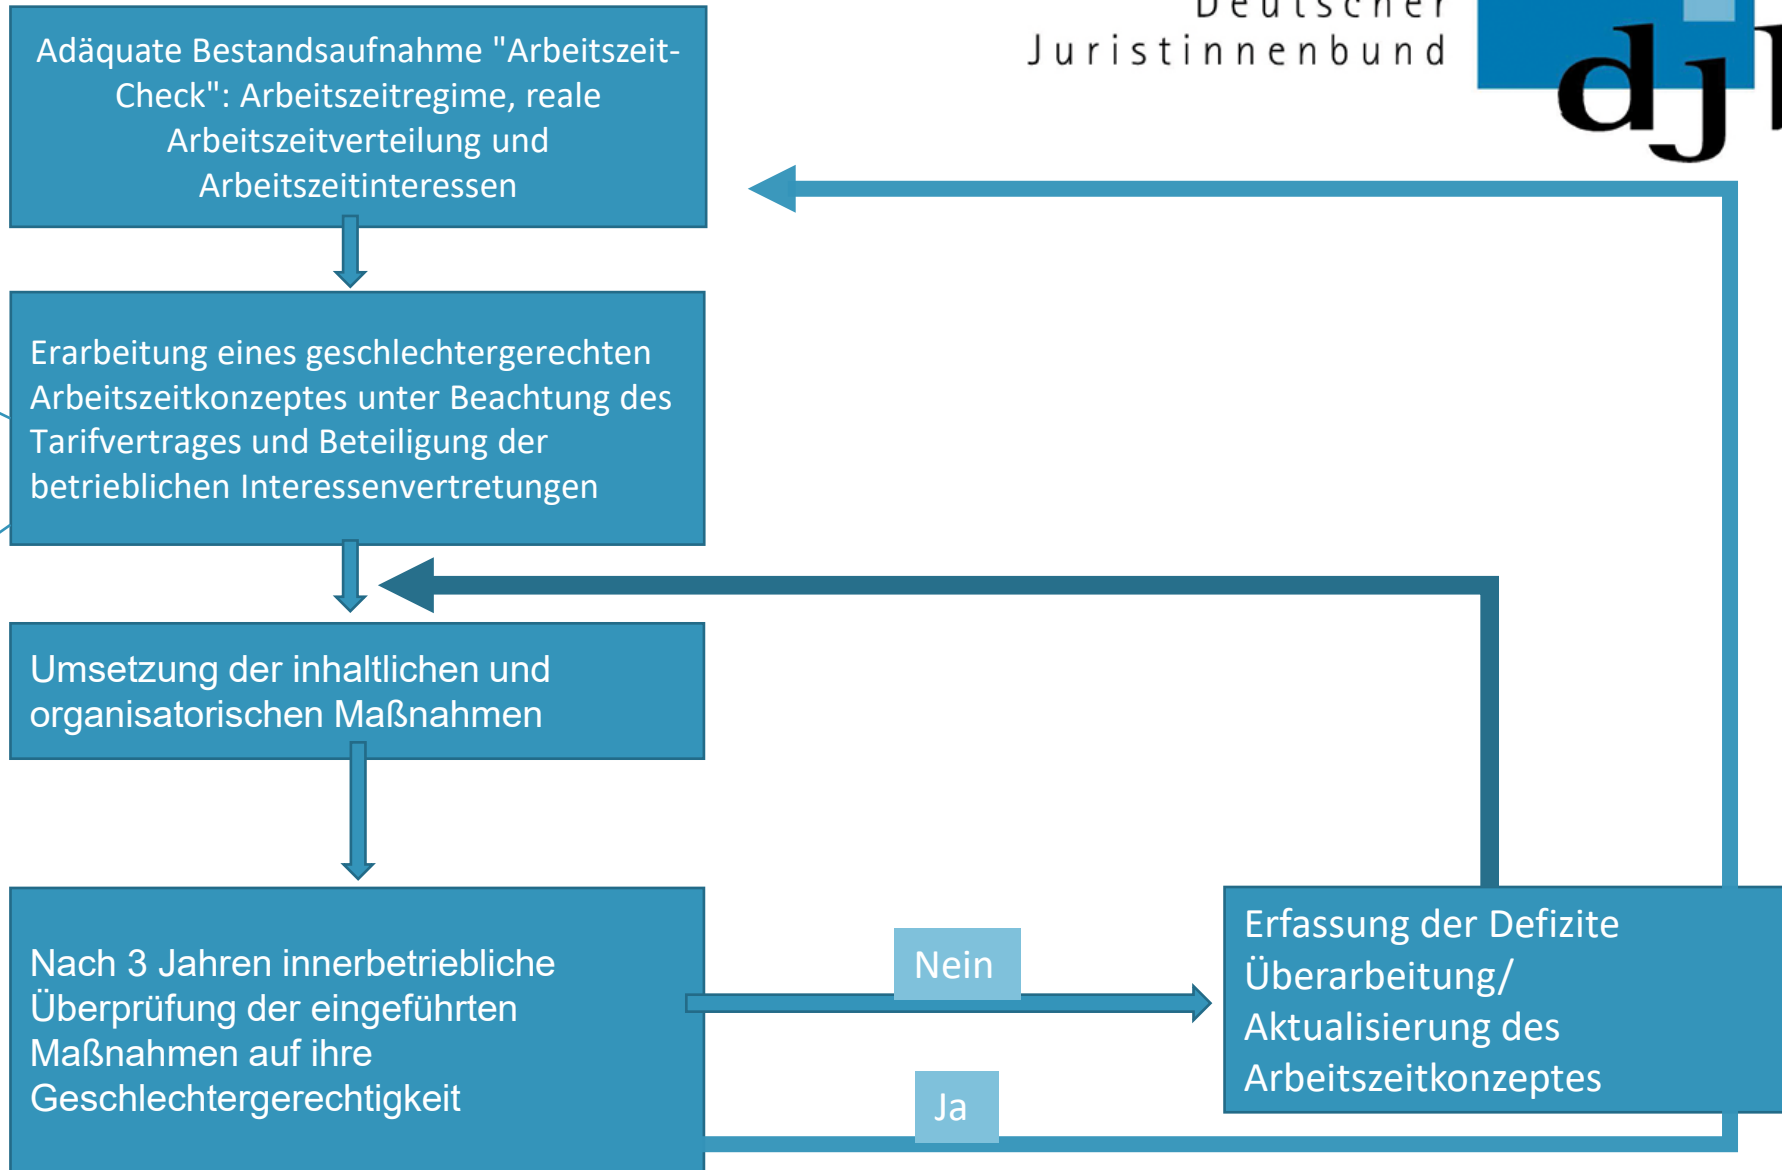 Deutscher
Juristinnenbund
dj
Adäquate Bestandsaufnahme "Arbeitszeit-
Check": Arbeitszeitregime, reale
Arbeitszeitverteilung und
Arbeitszeitinteressen
Erarbeitung eines geschlechtergerechten
Arbeitszeitkonzeptes unter Beachtung des
Tarifvertrages und Beteiligung der
betrieblichen Interessenvertretungen
Umsetzung der inhaltlichen und
organisatorischen Maßnahmen
Nach 3 Jahren innerbetriebliche
Überprüfung der eingeführten
Maßnahmen auf ihre
Geschlechtergerechtigkeit
Nein
Ja
Erfassung der Defizite
Überarbeitung/
Aktualisierung des
Arbeitszeitkonzeptes